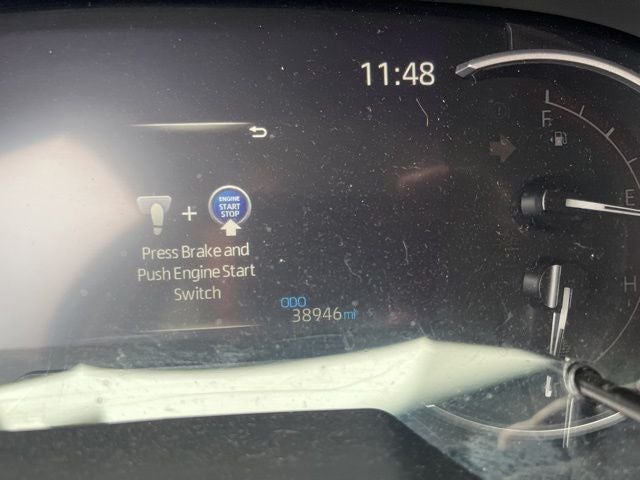 11:48
F
ENGINE
START
STOP
+
E
Press Brake and
Push Engine Start
Switch
H
ODO
38946 mi